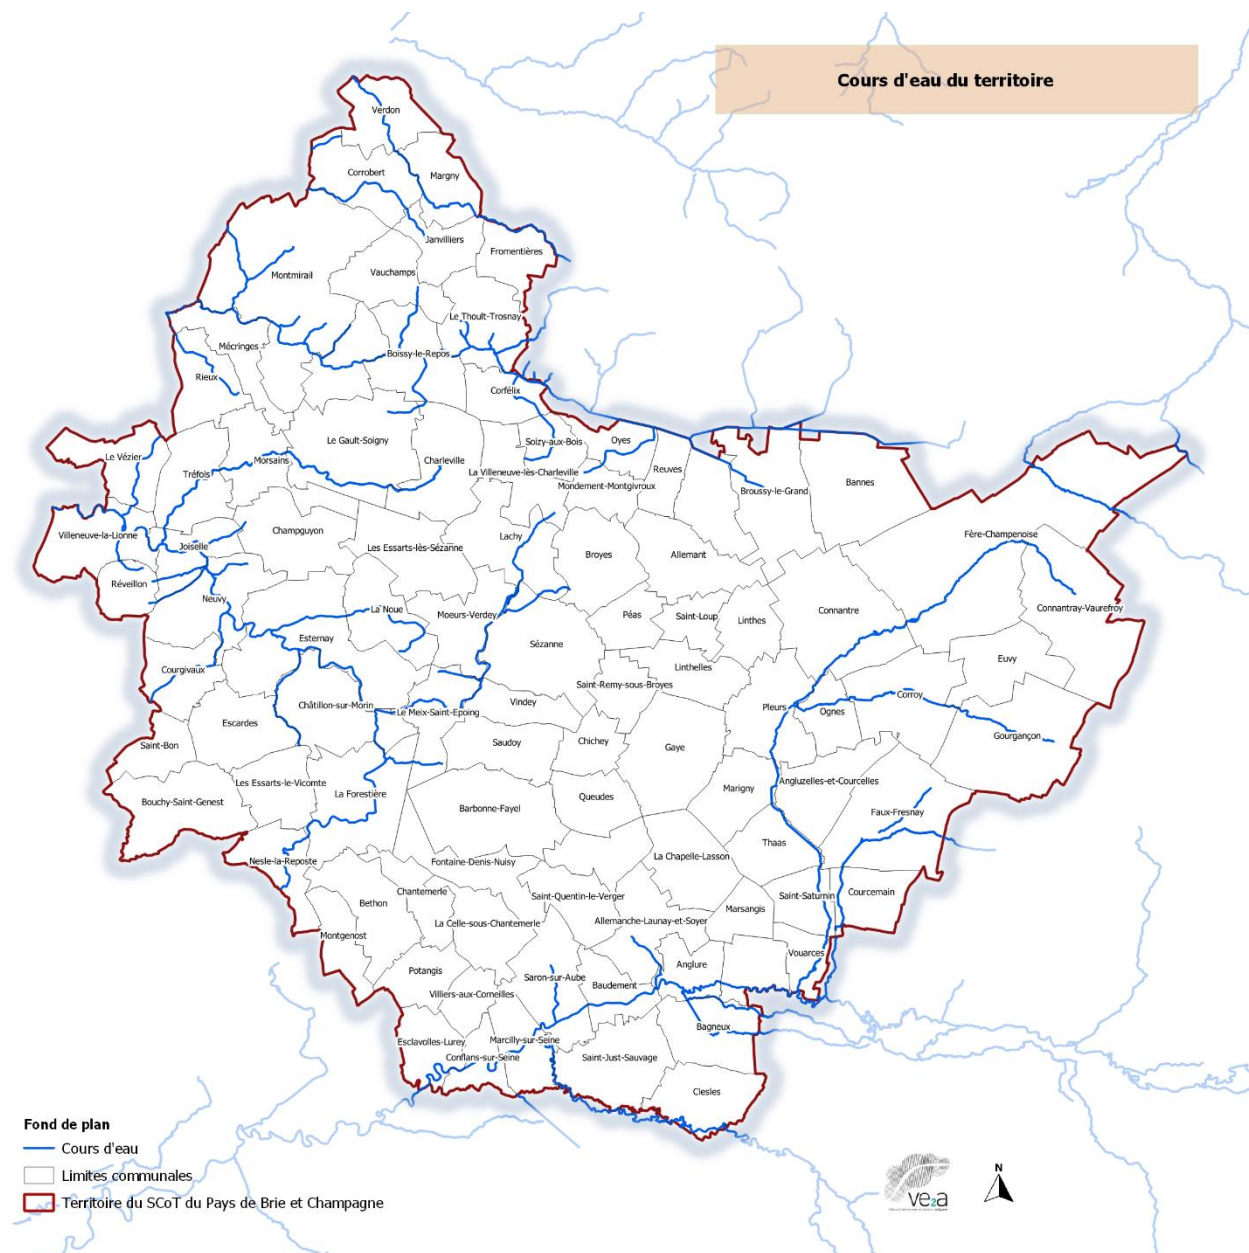 Cours d'eau du territoire
Verdon
Corrobert
Margny
Janvilliers
Fromentières
Vauchamps
Montmirail
Le Thoult-Trosnay
Mécringes
Boissy-le-Repos
Rieux
Corfélix
Le Gault-Soigny
Soizy-aux-Bois
Oyes
Le Vézier
Morsains
Charleville
Tréfols
La Villeneuve-lès-Charleville
Reuves
Mondement-Montgivroux
Broussy-le-Grand
Bannes
Villeneuve-la-Lionne
Champguyon
Lachy
Fère-Champenoise
Joiselle
Les Essarts-lès-Sézanne
Broyes
Allemant
Réveillon
Neuvy
La Noue
Moeurs-Verdey
Péas
Saint-Loup
Linthes
Connantre
Connantray-Vaurefroy
Esternay
Sézanne
Courgivaux
Linthelles
Euvy
Saint-Remy-sous-Broyes
Corroy
Châtillon-sur-Morin
Le Meix-Saint-Epoing
Vindey
Pleurs
Ognes
Escardes
Saint-Bon
Saudoy
Chichey
Gaye
Gourgançon
Les Essarts-le-Vicomte
La Forestière
Angluzelles-et-Courcelles
Marigny
Bouchy-Saint-Genest
Queudes
Barbonne-Fayel
Faux-Fresnay
Thaas
Nesle-la-Reposte
Fontaine-Denis-Nuisy
La Chapelle-Lasson
Chantemerle
Saint-Quentin-le-Verger
Saint-Saturnin
Courcemain
Bethon
Marsangis
La Celle-sous-Chantemerle
Allemanche-Launay-et-Soyer
Montgenost
Vouarces
Potangis
Saron-sur-Aube
Anglure
Baudement
Villiers-aux-Corneilles
Bagneux
Esclavolles-Lurey
Marcilly-sur-Seine
Conflans-sur-Seine
Saint-Just-Sauvage
Clesles
Fond de plan
Cours d'eau
Limites communales
Territoire du SCoT du Pays de Brie et Champagne
ve2a
N